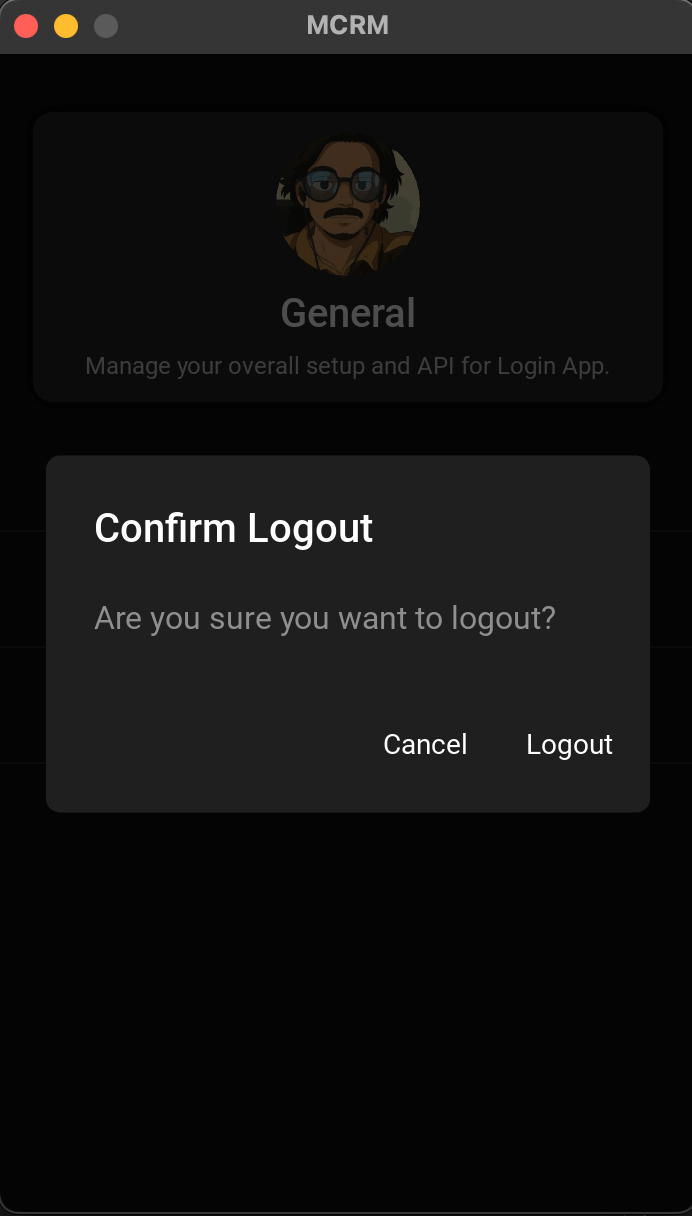 MCRM
General
Manage your overall setup and API for Login App.
Confirm Logout
Are you sure you want to logout?
Cancel Logout